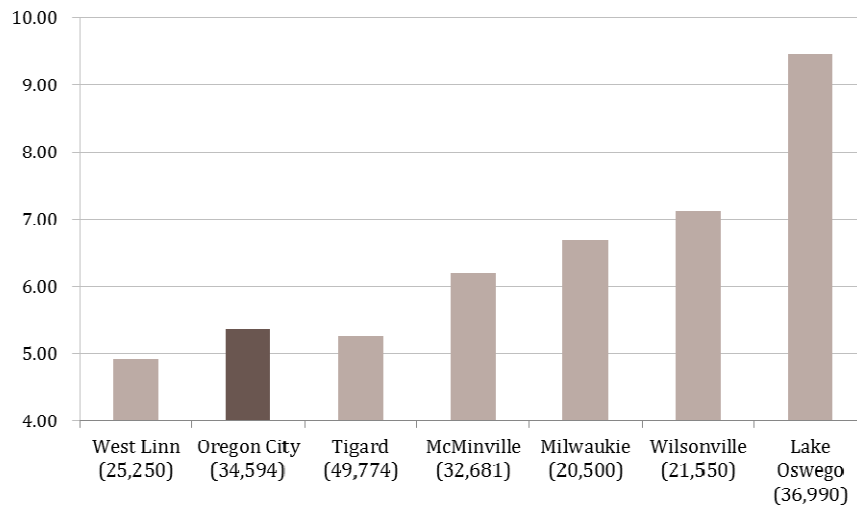 10.00
9.00
8.00
7.00
6.00
5.00
4.00
West Linn
(25,250)
Oregon City
(34,594)
Tigard
(49,774)
McMinville
(32,681)
Milwaukie
(20,500)
Wilsonville
(21,550)
Lake
Oswego
(36,990)